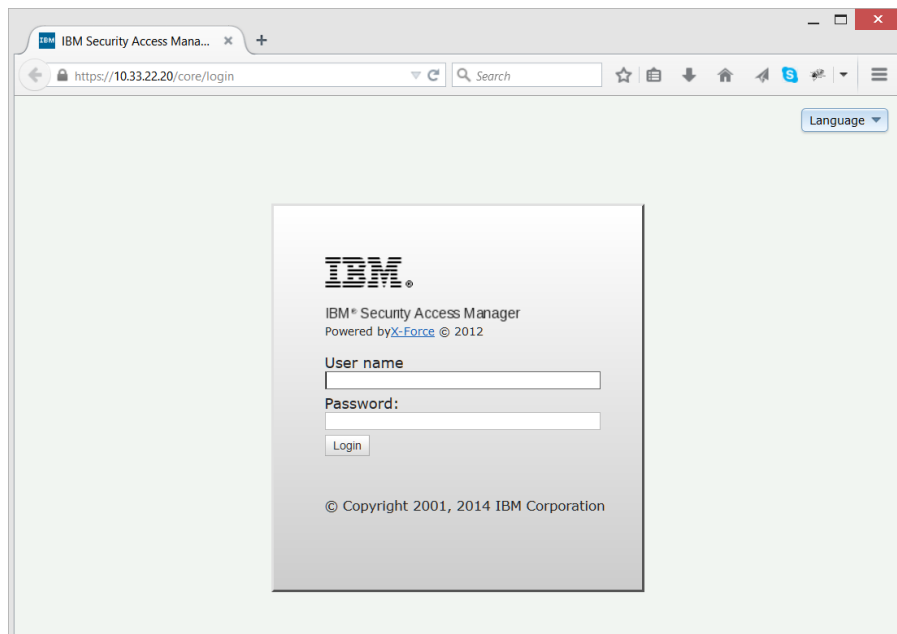 IBM IBM Security Access Mana...
https://10.33.22.20/core/login
Search
Language
IBM®
IBM® Security Access Manager
Powered byX-Force © 2012
User name
Password:
Login
© Copyright 2001, 2014 IBM Corporation